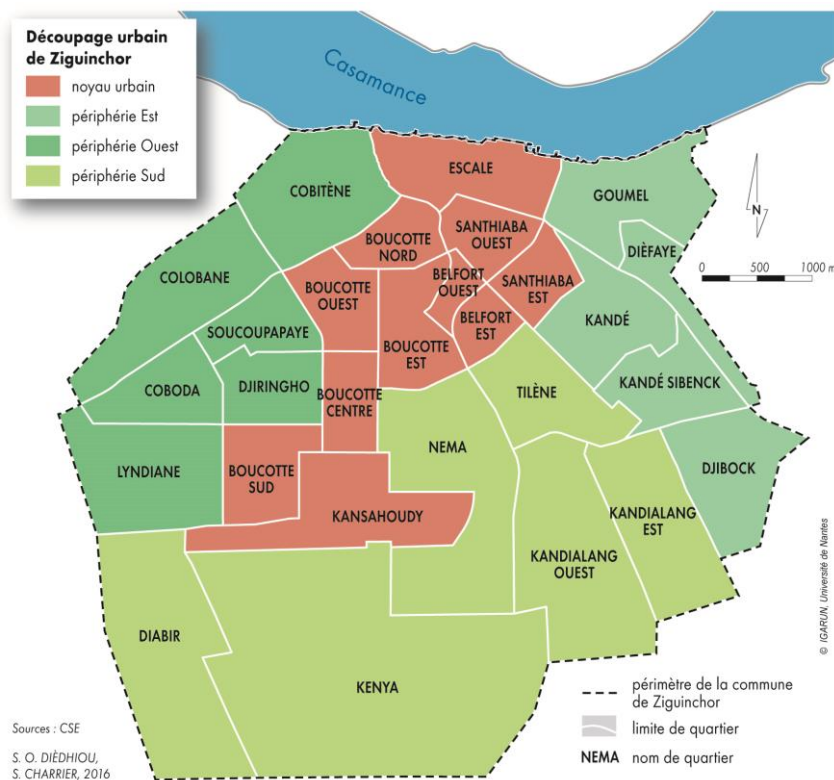 Découpage urbain
de Ziguinchor
noyau urbain
périphérie Est
périphérie Ouest
périphérie Sud
Casamance
ESCALE
COBITÈNE
GOUMEL
N
SANTHIABA
OUEST
BOUCOTTE
NORD
DIÈFAYE
COLOBANE
BELFORT
OUEST
SANTHIABA
EST
0 500 1000 m
BOUCOTTE
OUEST
KANDÉ
BELFORT
EST
SOUCOUPAPAYE
BOUCOTTE
EST
COBODA
DJIRINGHO
BOUCOTTE
CENTRE
TILÈNE
KANDÉ SIBENCK
NEMA
LYNDIANE
BOUCOTTE
SUD
DJIBOCK
KANSAHOUDY
KANDIALANG
EST
KANDIALANG
OUEST
DIABIR
KENYA
© IGARUN, Université de Nantes
périmètre de la commune
de Ziguinchor
limite de quartier
NEMA nom de quartier
Sources : CSE
S. O. DIÈDHIOU,
S. CHARRIER, 2016